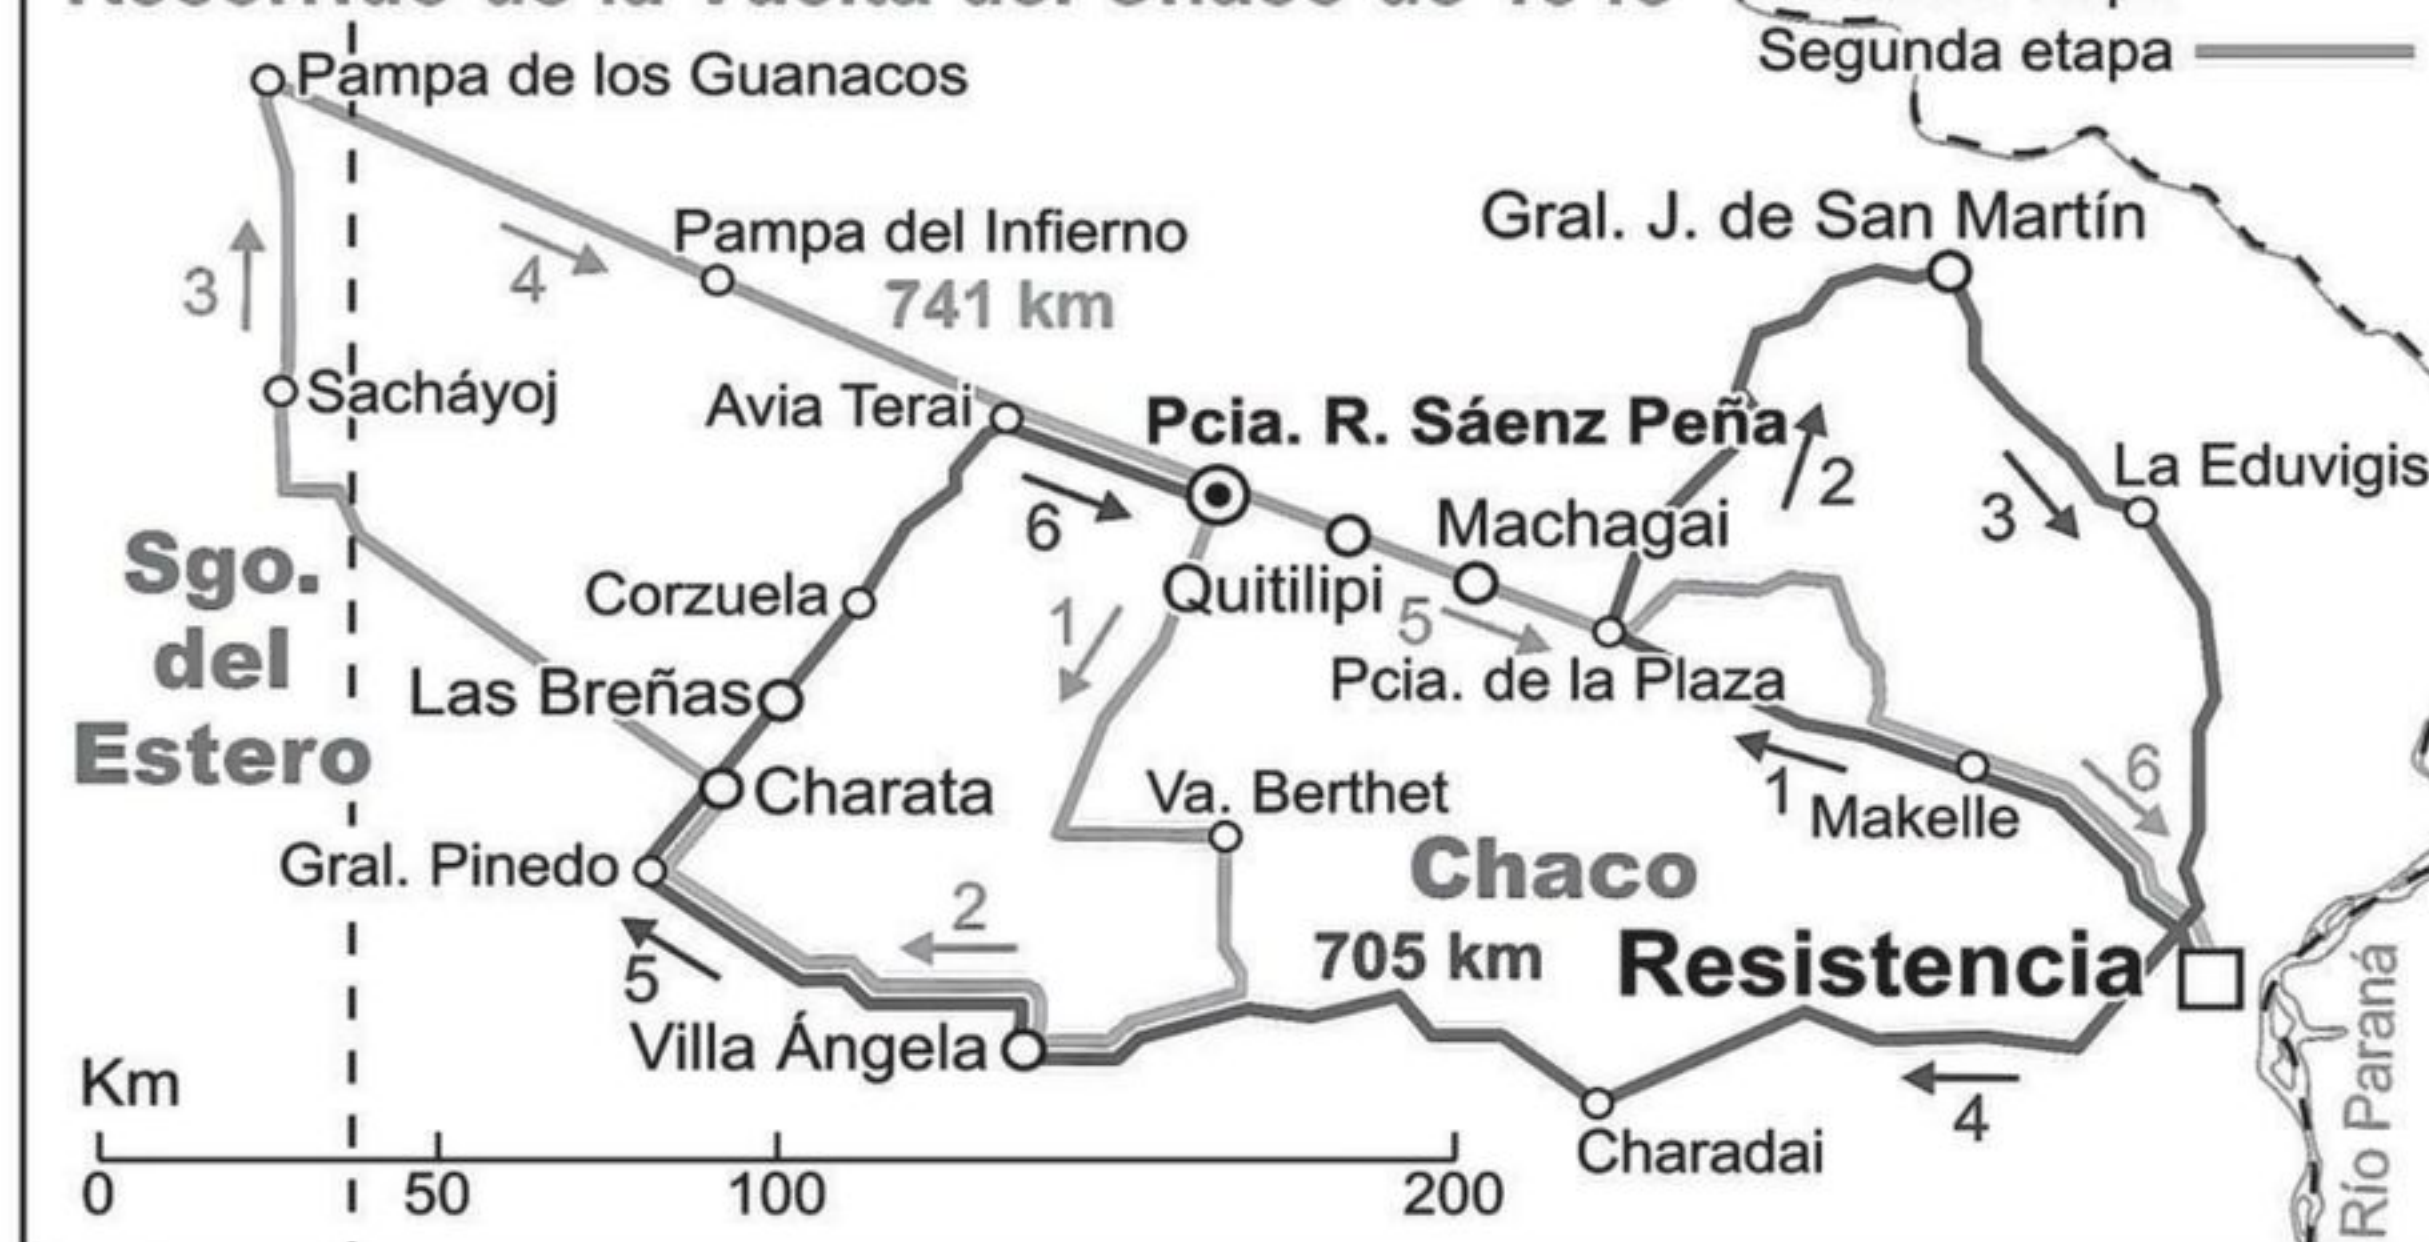 Segunda etapa
Pampa de los Guanacos
Pampa del Infierno
Gral. J. de San Martín
3
4
741 km
Sacháyoj
Avia Terai
Pcia. R. Sáenz Peña
2
La Eduvigis
3
6
Machagai
Sgo.
del
Estero
Corzuela
1
Quitilipi
5
Pcia. de la Plaza
Las Breñas
Charata
Va. Berthet
1
Makelle
6
Gral. Pinedo
Chaco
2
705 km
Resistencia
5
Villa Ángela
4
Charadai
Río Paraná
Km
0
50
100
200